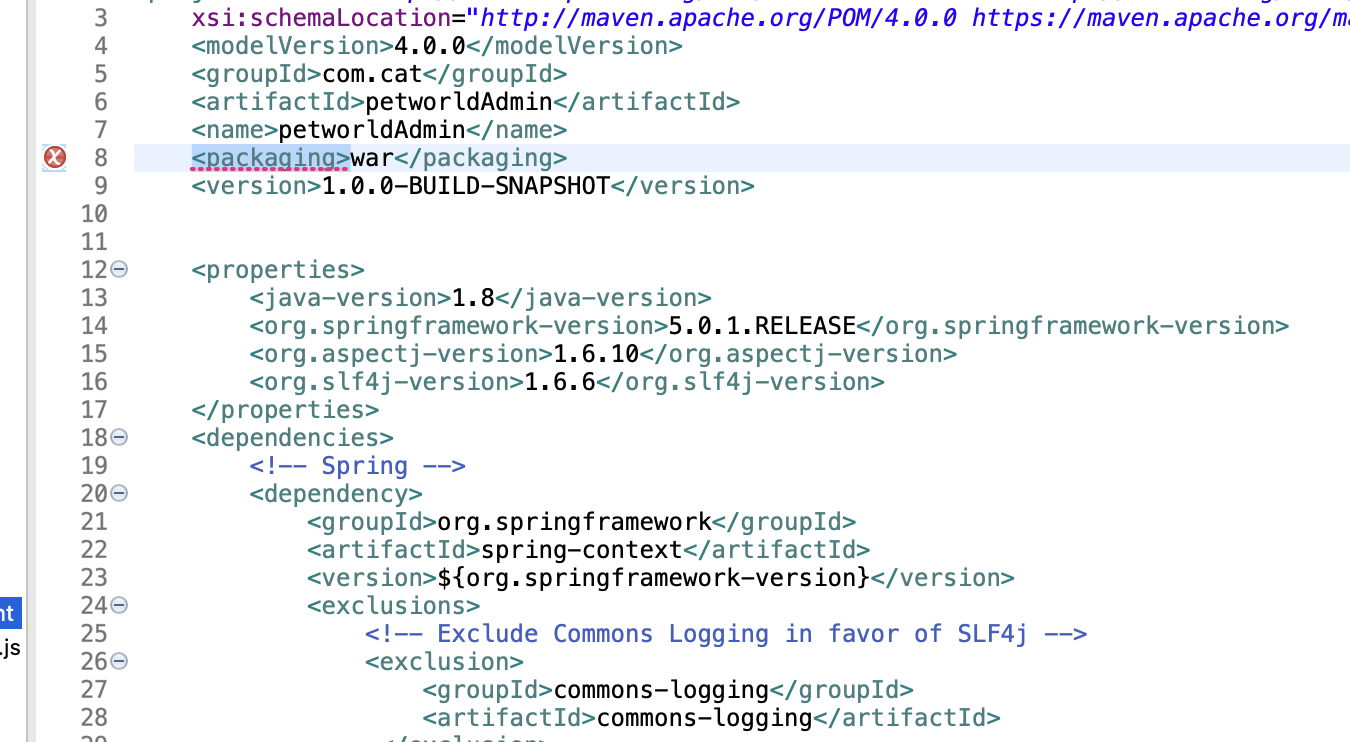 3 xsi:schemaLocation="http://maven.apache.org/POM/4.0.0 https://maven.apache.org/
4 <modelVersion>4.0.0</modelVersion>
5 <groupId>com.cat</groupId>
6 <artifactId>petworldAdmin</artifactId>
7 <name>petworldAdmin</name>
8 <packaging>war</packaging>
9 <version>1.0.0-BUILD-SNAPSHOT</version>
10
11
12 <properties>
13 <java-version>1.8</java-version>
14 <org.springframework-version>5.0.1.RELEASE</org.springframework-version>
15 <org.aspectj-version>1.6.10</org.aspectj-version>
16 <org.slf4j-version>1.6.6</org.slf4j-version>
17 </properties>
18 <dependencies>
19 <!-- Spring -->
20 <dependency>
21 <groupId>org.springframework</groupId>
22 <artifactId>spring-context</artifactId>
23 <version>${org.springframework-version}</version>
24 <exclusions>
nt
25 <!-- Exclude Commons Logging in favor of SLF4j -->
.js
26 <exclusion>
27 <groupId>commons-logging</groupId>
28 <artifactId>commons-logging</artifactId>